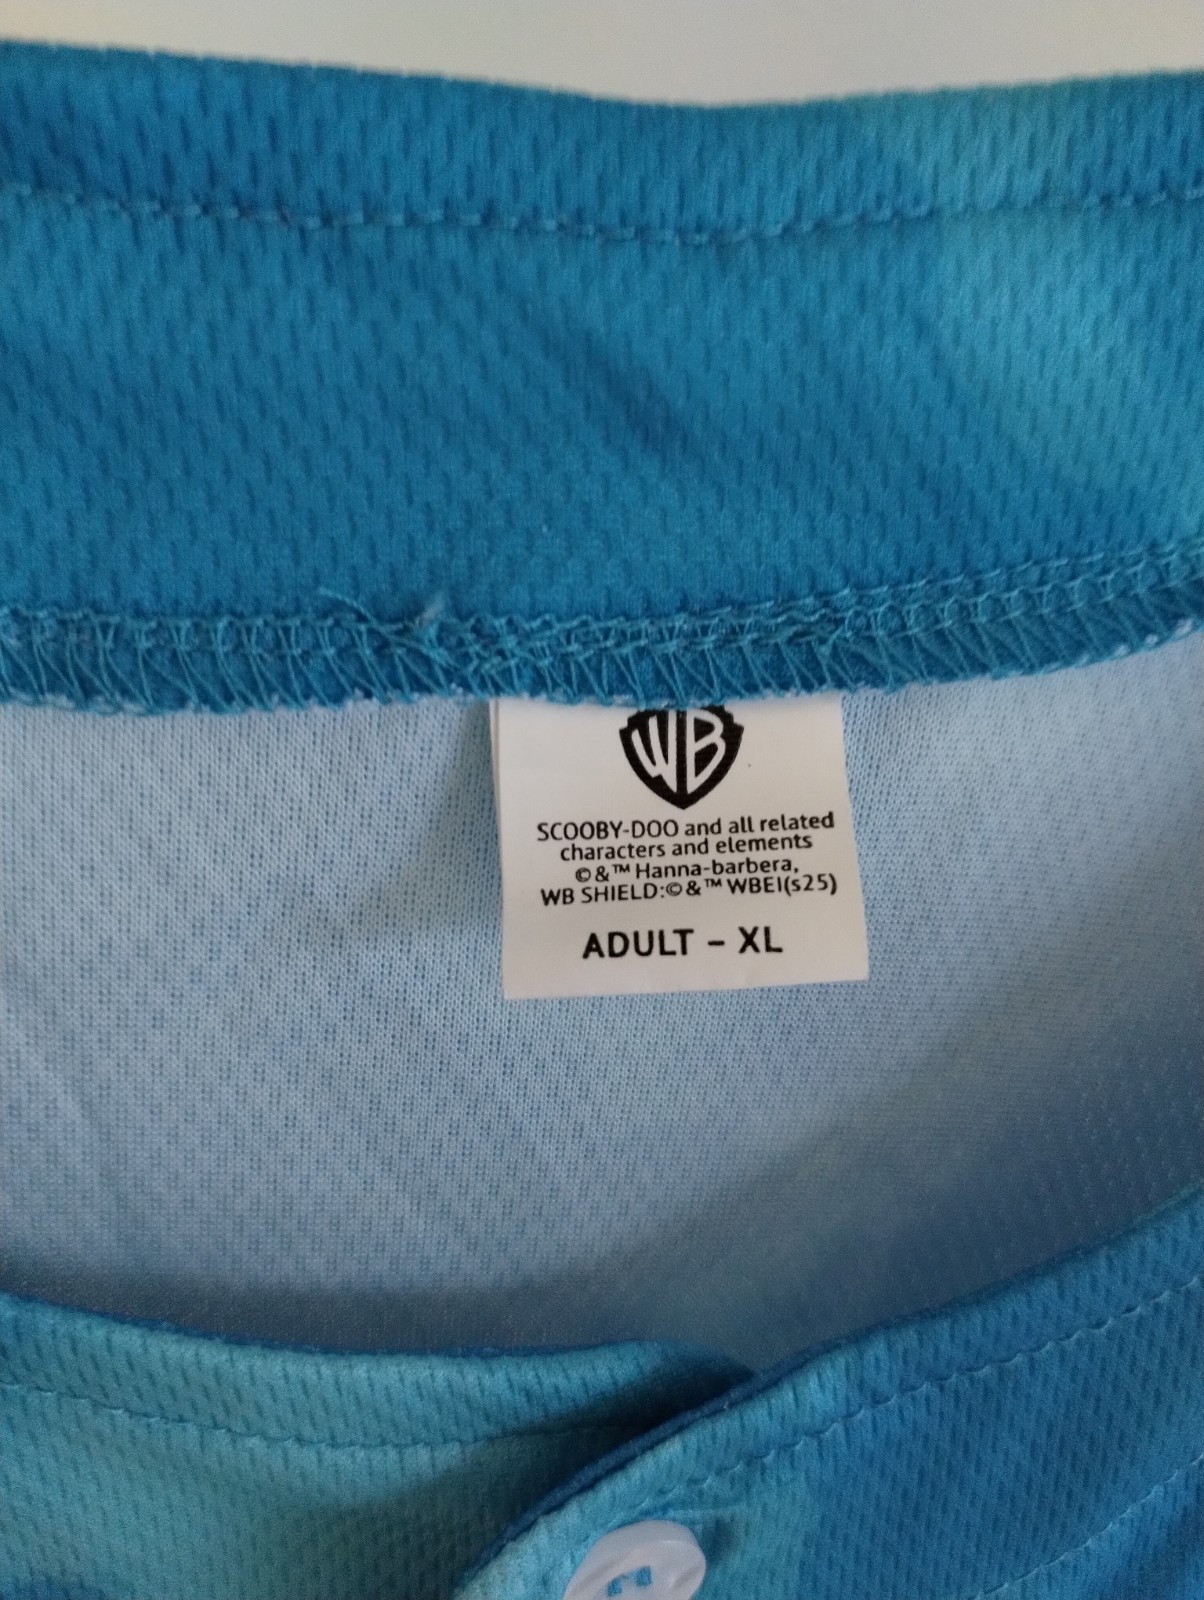 WB
SCOOBY-DOO and all related
characters and elements
©&™ Hanna-barbera,
WB SHIELD:©&™ WBEI(s25)
ADULT – XL